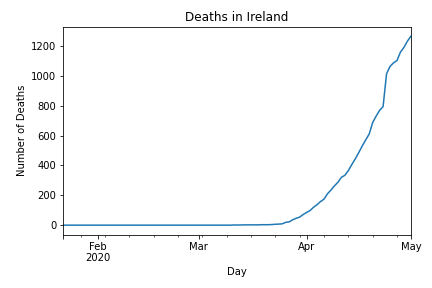 Deaths in Ireland
1200
1000
800
600
400
200
0
Number of Deaths
Feb
2020
Mar
Apr
May
Day